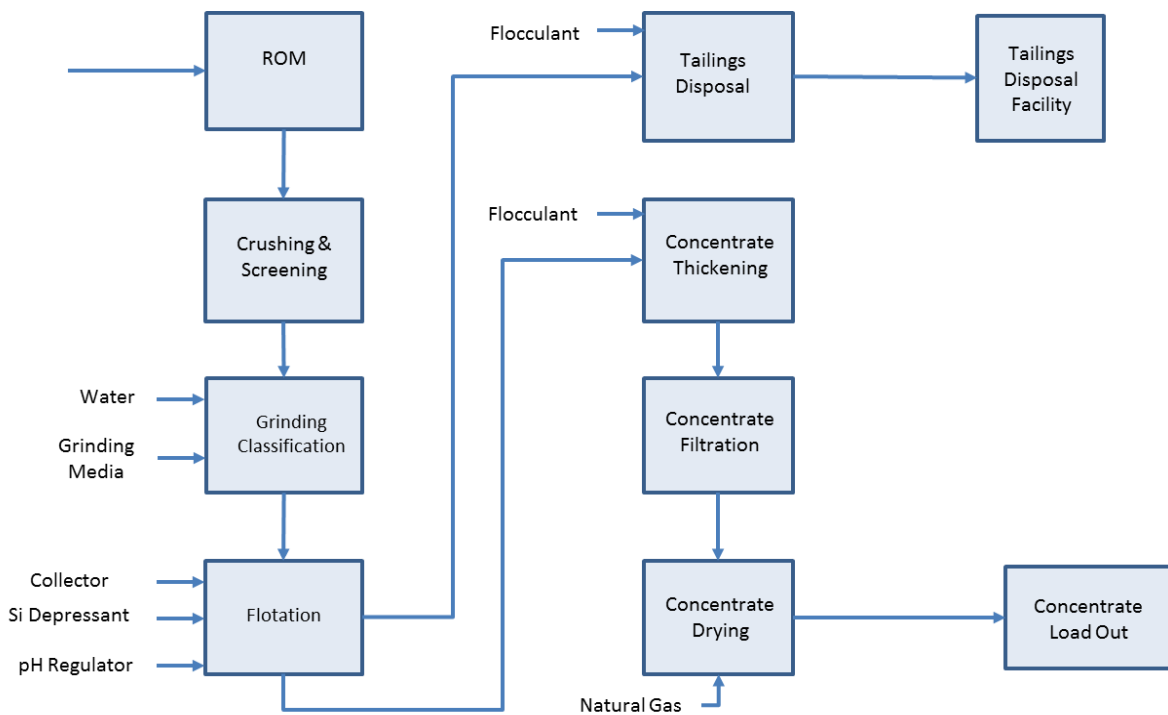 ROM
Crushing &
Screening
Water
Grinding
Media
Grinding
Classification
Collector
Si Depressant
pH Regulator
Flotation
Flocculant
Tailings
Disposal
Tailings
Disposal
Facility
Flocculant
Concentrate
Thickening
Concentrate
Filtration
Concentrate
Drying
Natural Gas
Concentrate
Load Out